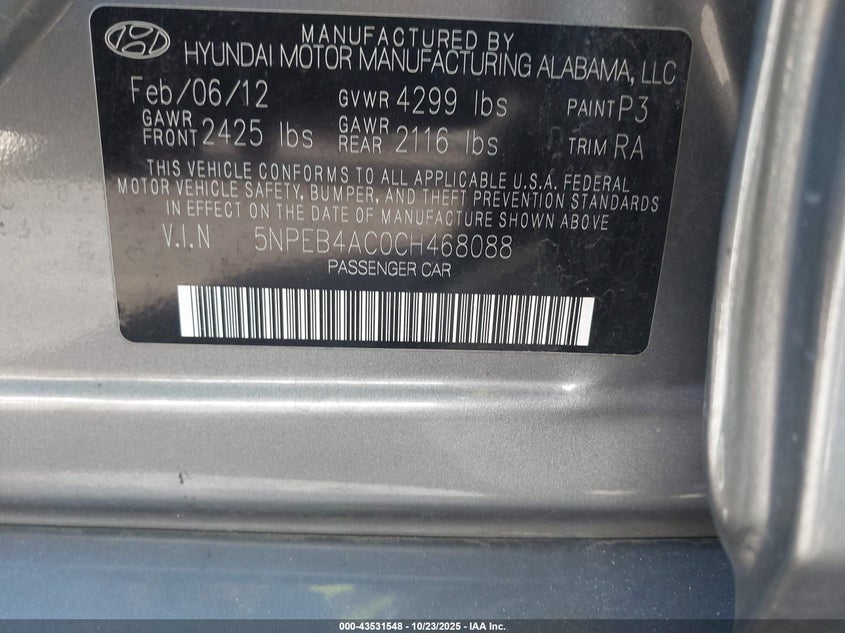 MANUFACTURED BY
HYUNDAI MOTOR MANUFACTURING ALABAMA, LLC
Feb/06/12 GVWR 4299 lbs PAINT P3
GAWR FRONT 2425 lbs GAWR REAR 2116 lbs TRIM RA
THIS VEHICLE CONFORMS TO ALL APPLICABLE U.S.A. FEDERAL
MOTOR VEHICLE SAFETY, BUMPER, AND THEFT PREVENTION STANDARDS
IN EFFECT ON THE DATE OF MANUFACTURE SHOWN ABOVE
V.I.N 5NPEB4AC0CH468088
PASSENGER CAR
000-43531548 - 10/23/2025 - IAA Inc.